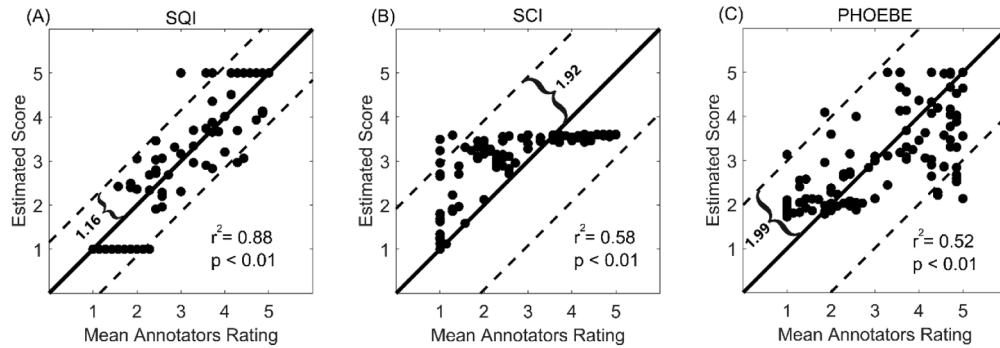 (A) SQI
Estimated Score
5
4
3
2
1
1.16
r² = 0.88
p < 0.01
1 2 3 4 5
Mean Annotators Rating
(B) SCI
Estimated Score
5
4
3
2
1
1.92
r² = 0.58
p < 0.01
1 2 3 4 5
Mean Annotators Rating
(C) PHOEBE
Estimated Score
5
4
3
2
1
1.99
r² = 0.52
p < 0.01
1 2 3 4 5
Mean Annotators Rating